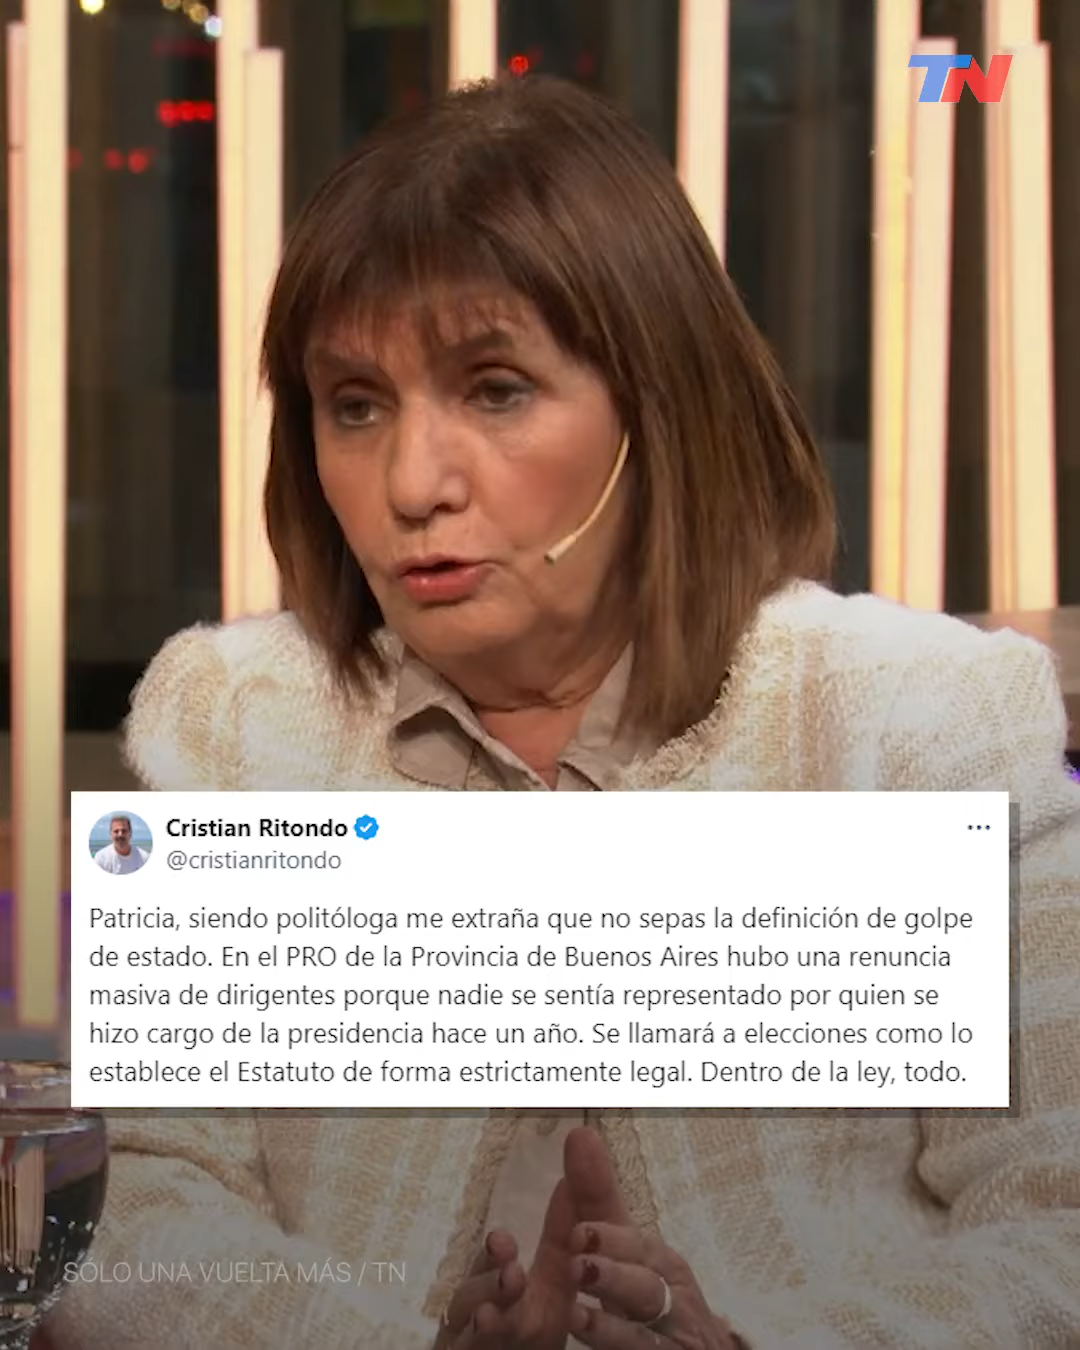 TN
Cristian Ritondo
@cristianritondo
Patricia, siendo politóloga me extraña que no sepas la definición de golpe
de estado. En el PRO de la Provincia de Buenos Aires hubo una renuncia
masiva de dirigentes porque nadie se sentía representado por quien se
hizo cargo de la presidencia hace un año. Se llamará a elecciones como lo
establece el Estatuto de forma estrictamente legal. Dentro de la ley, todo.
SÓLO UNA VUELTA MÁS / TN